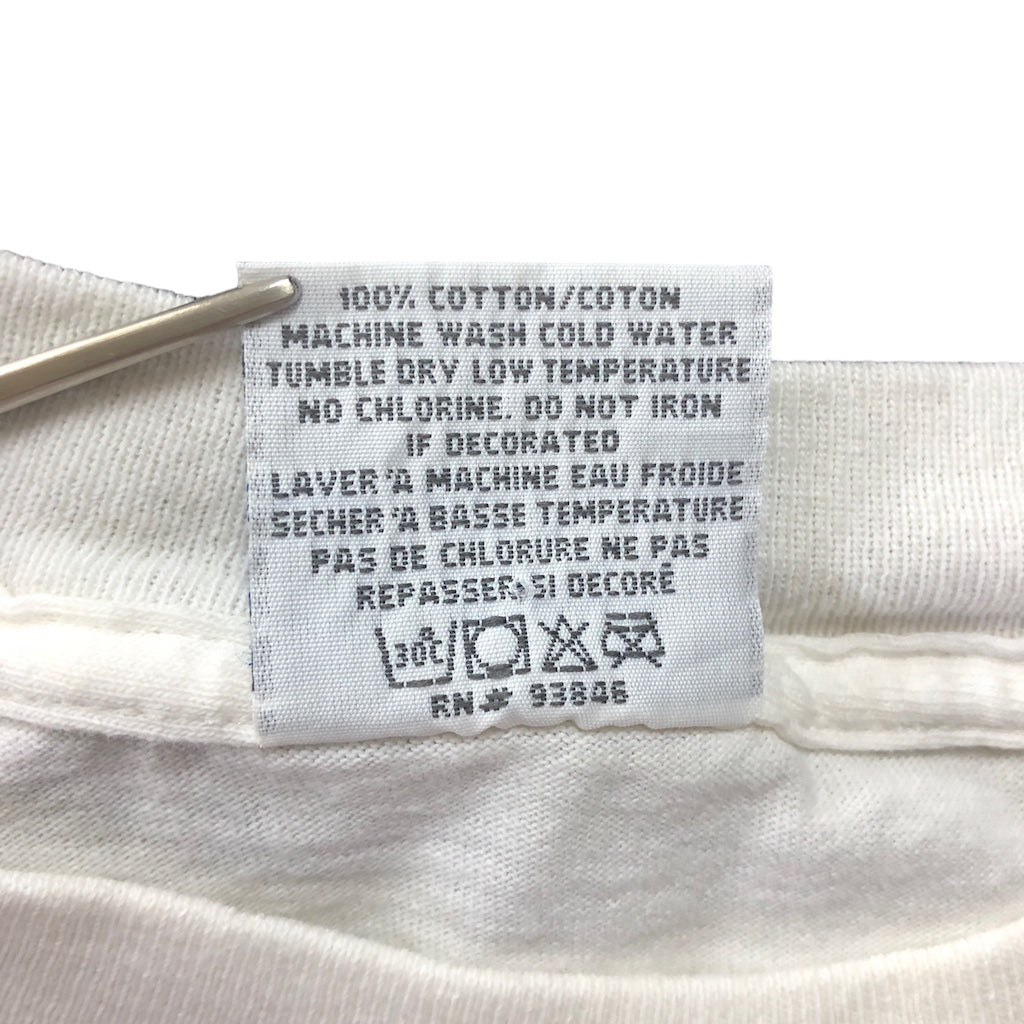 100% COTTON/COTON
MACHINE WASH COLD WATER
TUMBLE DRY LOW TEMPERATURE
NO CHLORINE. DO NOT IRON
IF DECORATED
LAVER 'A MACHINE EAU FROIDE
SECHER 'A BASSE TEMPERATURE
PAS DE CHLORURE NE PAS
REPASSER, SI DECORÉ
30°C
RN# 93846